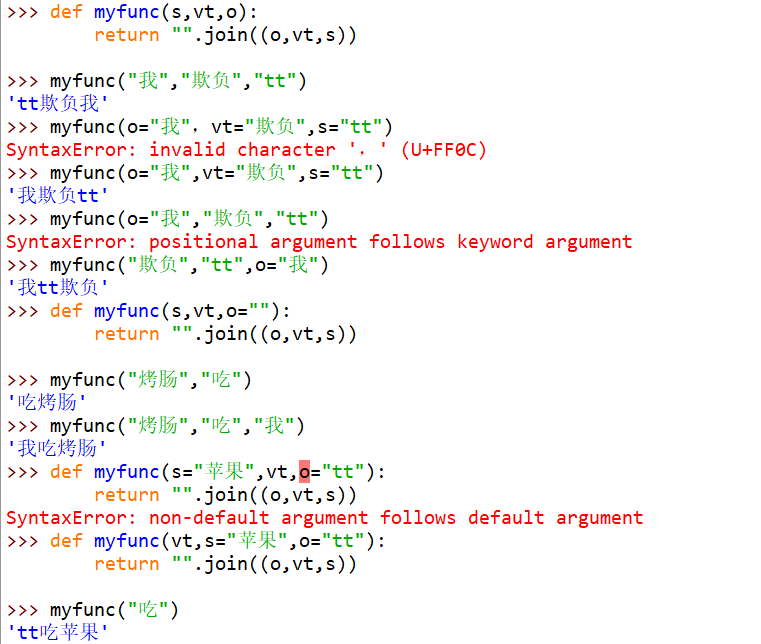 >>> def myfunc(s,vt,o):
        return "".join((o,vt,s))
>>> myfunc("我","欺负","tt")
'tt欺负我'
>>> myfunc(o="我"，vt="欺负",s="tt")
SyntaxError: invalid character '，' (U+FF0C)
>>> myfunc(o="我",vt="欺负",s="tt")
'我欺负tt'
>>> myfunc(o="我","欺负","tt")
SyntaxError: positional argument follows keyword argument
>>> myfunc("欺负","tt",o="我")
'我tt欺负'
>>> def myfunc(s,vt,o=""):
        return "".join((o,vt,s))
>>> myfunc("烤肠","吃")
'吃烤肠'
>>> myfunc("烤肠","吃","我")
'我吃烤肠'
>>> def myfunc(s="苹果",vt,o="tt"):
        return "".join((o,vt,s))
SyntaxError: non-default argument follows default argument
>>> def myfunc(vt,s="苹果",o="tt"):
        return "".join((o,vt,s))
>>> myfunc("吃")
'tt吃苹果'